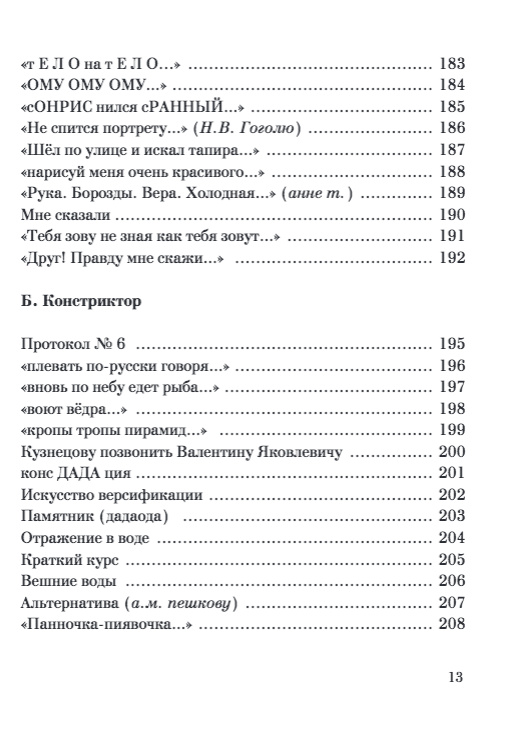 «т Е Л О на т Е Л О...» ........ 183
«ОМУ ОМУ ОМУ...» ........ 184
«сОНРИС нился сРАННЫЙ...» ........ 185
«Не спится портрету...» (Н.В. Гоголю) ........ 186
«Шёл по улице и искал тапира...» ........ 187
«нарисуй меня очень красивого...» ........ 188
«Рука. Борозды. Вера. Холодная...» (анне т.) ........ 189
Мне сказали ........ 190
«Тебя зову не зная как тебя зовут...» ........ 191
«Друг! Правду мне скажи...» ........ 192
Б. Констриктор
Протокол № 6 ........ 195
«плевать по-русски говоря...» ........ 196
«вновь по небу едет рыба...» ........ 197
«воют вёдра...» ........ 198
«кропы тропы пирамид...» ........ 199
Кузнецову позвонить Валентину Яковлевичу ........ 200
конс ДАДА ция ........ 201
Искусство версификации ........ 202
Памятник (дадаода) ........ 203
Отражение в воде ........ 204
Краткий курс ........ 205
Вешние воды ........ 206
Альтернатива (а.м. пешкову) ........ 207
«Панночка-пиявочка...» ........ 208
13